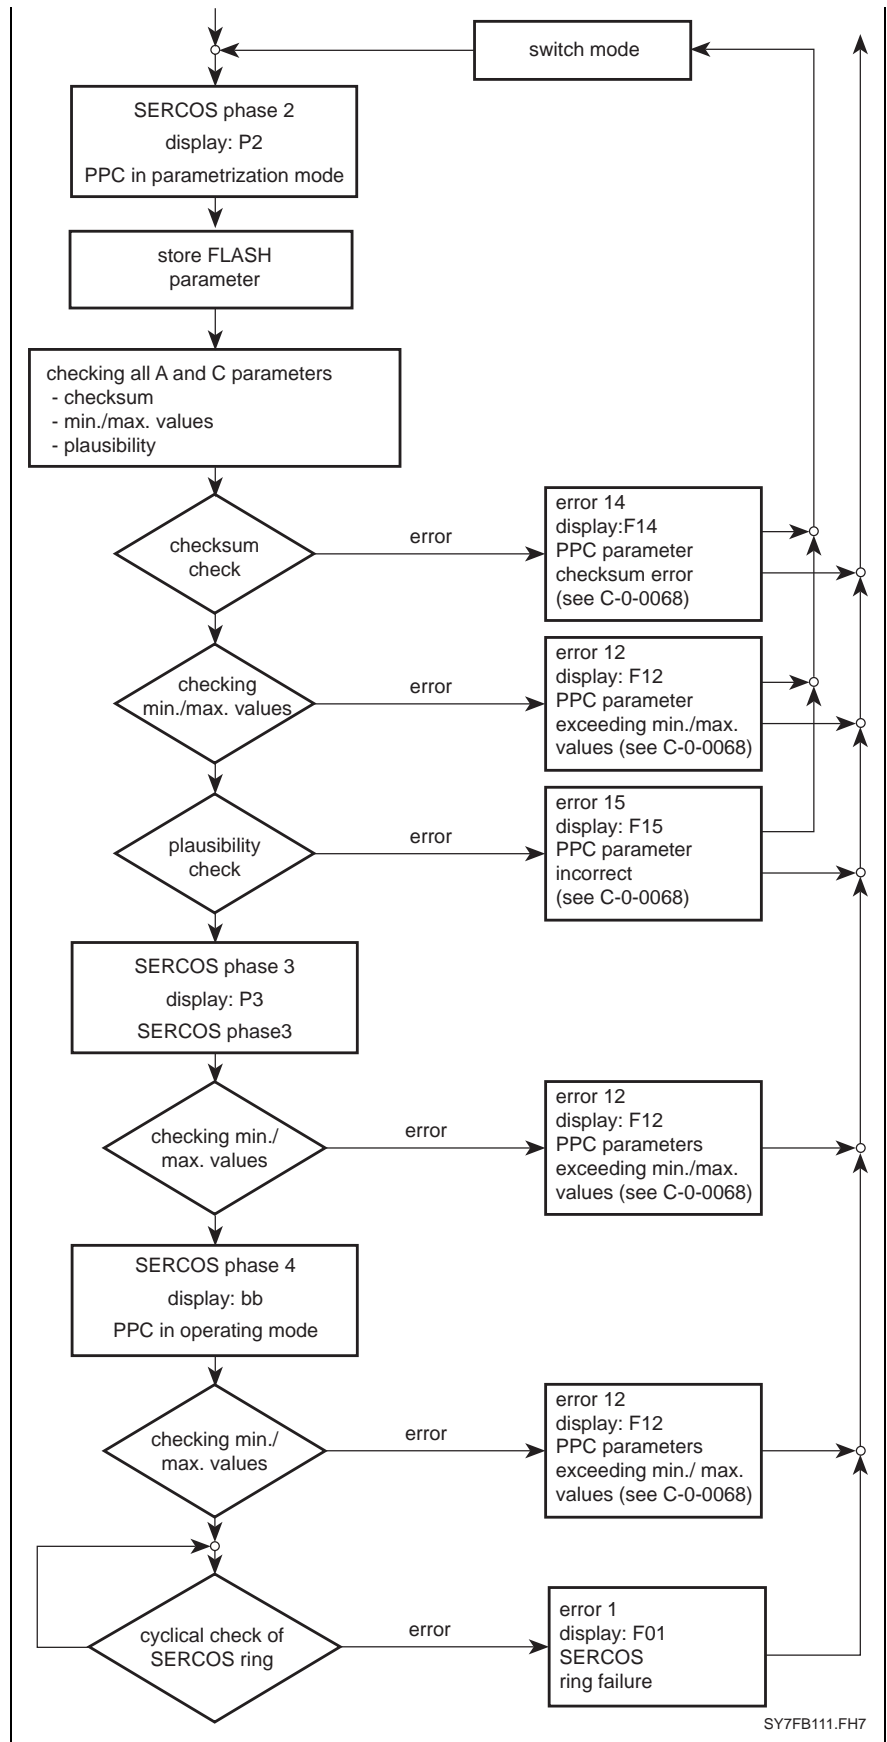 switch mode
SERCOS phase 2
display: P2
PPC in parametrization mode
store FLASH
parameter
checking all A and C parameters
- checksum
- min./max. values
- plausibility
checksum
check
error
error 14
display:F14
PPC parameter
checksum error
(see C-0-0068)
checking
min./max. values
error
error 12
display: F12
PPC parameter
exceeding min./max.
values (see C-0-0068)
plausibility
check
error
error 15
display: F15
PPC parameter
incorrect
(see C-0-0068)
SERCOS phase 3
display: P3
SERCOS phase3
checking min./
max. values
error
error 12
display: F12
PPC parameters
exceeding min./max.
values (see C-0-0068)
SERCOS phase 4
display: bb
PPC in operating mode
checking min./
max. values
error
error 12
display: F12
PPC parameters
exceeding min./ max.
values (see C-0-0068)
cyclical check of
SERCOS ring
error
error 1
display: F01
SERCOS
ring failure
SY7FB111.FH7